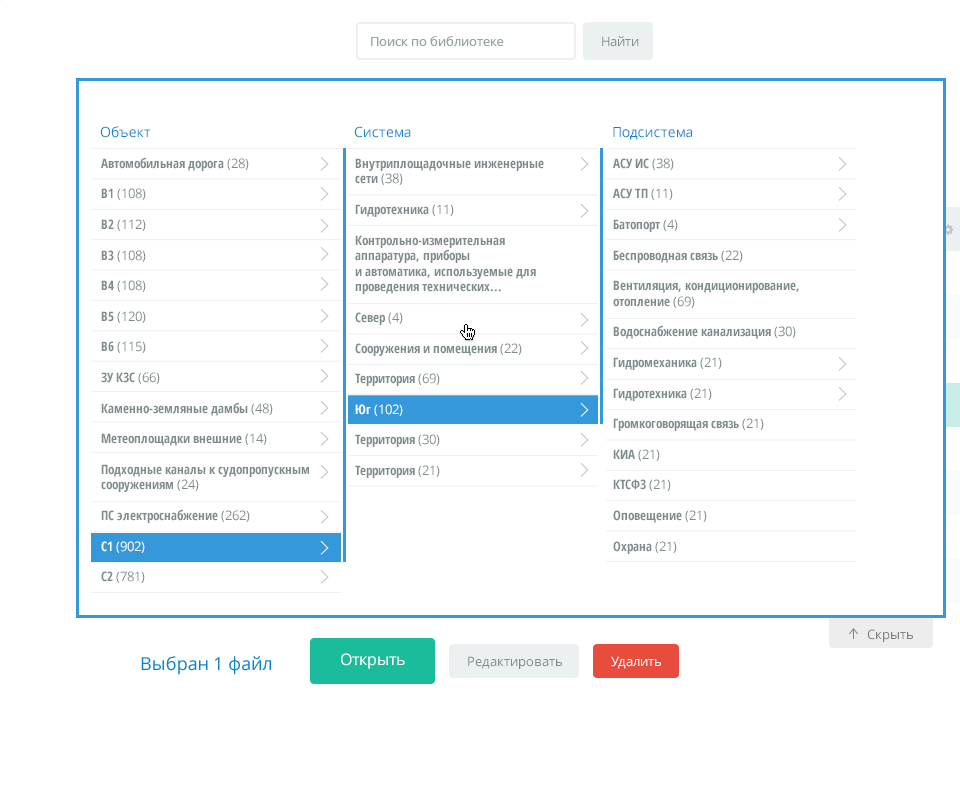 Поиск по библиотеке
Найти
Объект
Автомобильная дорога (28)
В1 (108)
В2 (112)
В3 (108)
В4 (108)
В5 (120)
В6 (115)
ЗУ КЗС (66)
Каменно-земляные дамбы (48)
Метеоплощадки внешние (14)
Подходные каналы к судопропускным
сооружениям (24)
ПС электроснабжение (262)
С1 (902)
С2 (781)
Система
Внутриплощадочные инженерные
сети (38)
Гидротехника (11)
Контрольно-измерительная
аппаратура, приборы
и автоматика, используемые для
проведения технических...
Север (4)
Сооружения и помещения (22)
Территория (69)
Юг (102)
Территория (30)
Территория (21)
Подсистема
АСУ ИС (38)
АСУ ТП (11)
Батопорт (4)
Беспроводная связь (22)
Вентиляция, кондиционирование,
отопление (69)
Водоснабжение канализация (30)
Гидромеханика (21)
Гидротехника (21)
Громкоговорящая связь (21)
КИА (21)
КТСФЗ (21)
Оповещение (21)
Охрана (21)
Скрыть
Выбран 1 файл
Открыть
Редактировать
Удалить